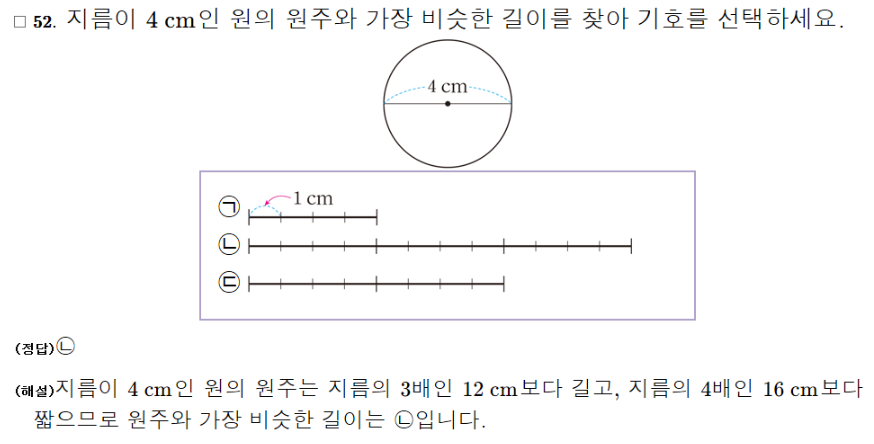 □ 52. 지름이 4 cm인 원의 원주와 가장 비슷한 길이를 찾아 기호를 선택하세요.
4 cm
㉠ 1 cm
㉡
㉢
(정답)㉡
(해설)지름이 4 cm인 원의 원주는 지름의 3배인 12 cm보다 길고, 지름의 4배인 16 cm보다
짧으므로 원주와 가장 비슷한 길이는 ㉡입니다.